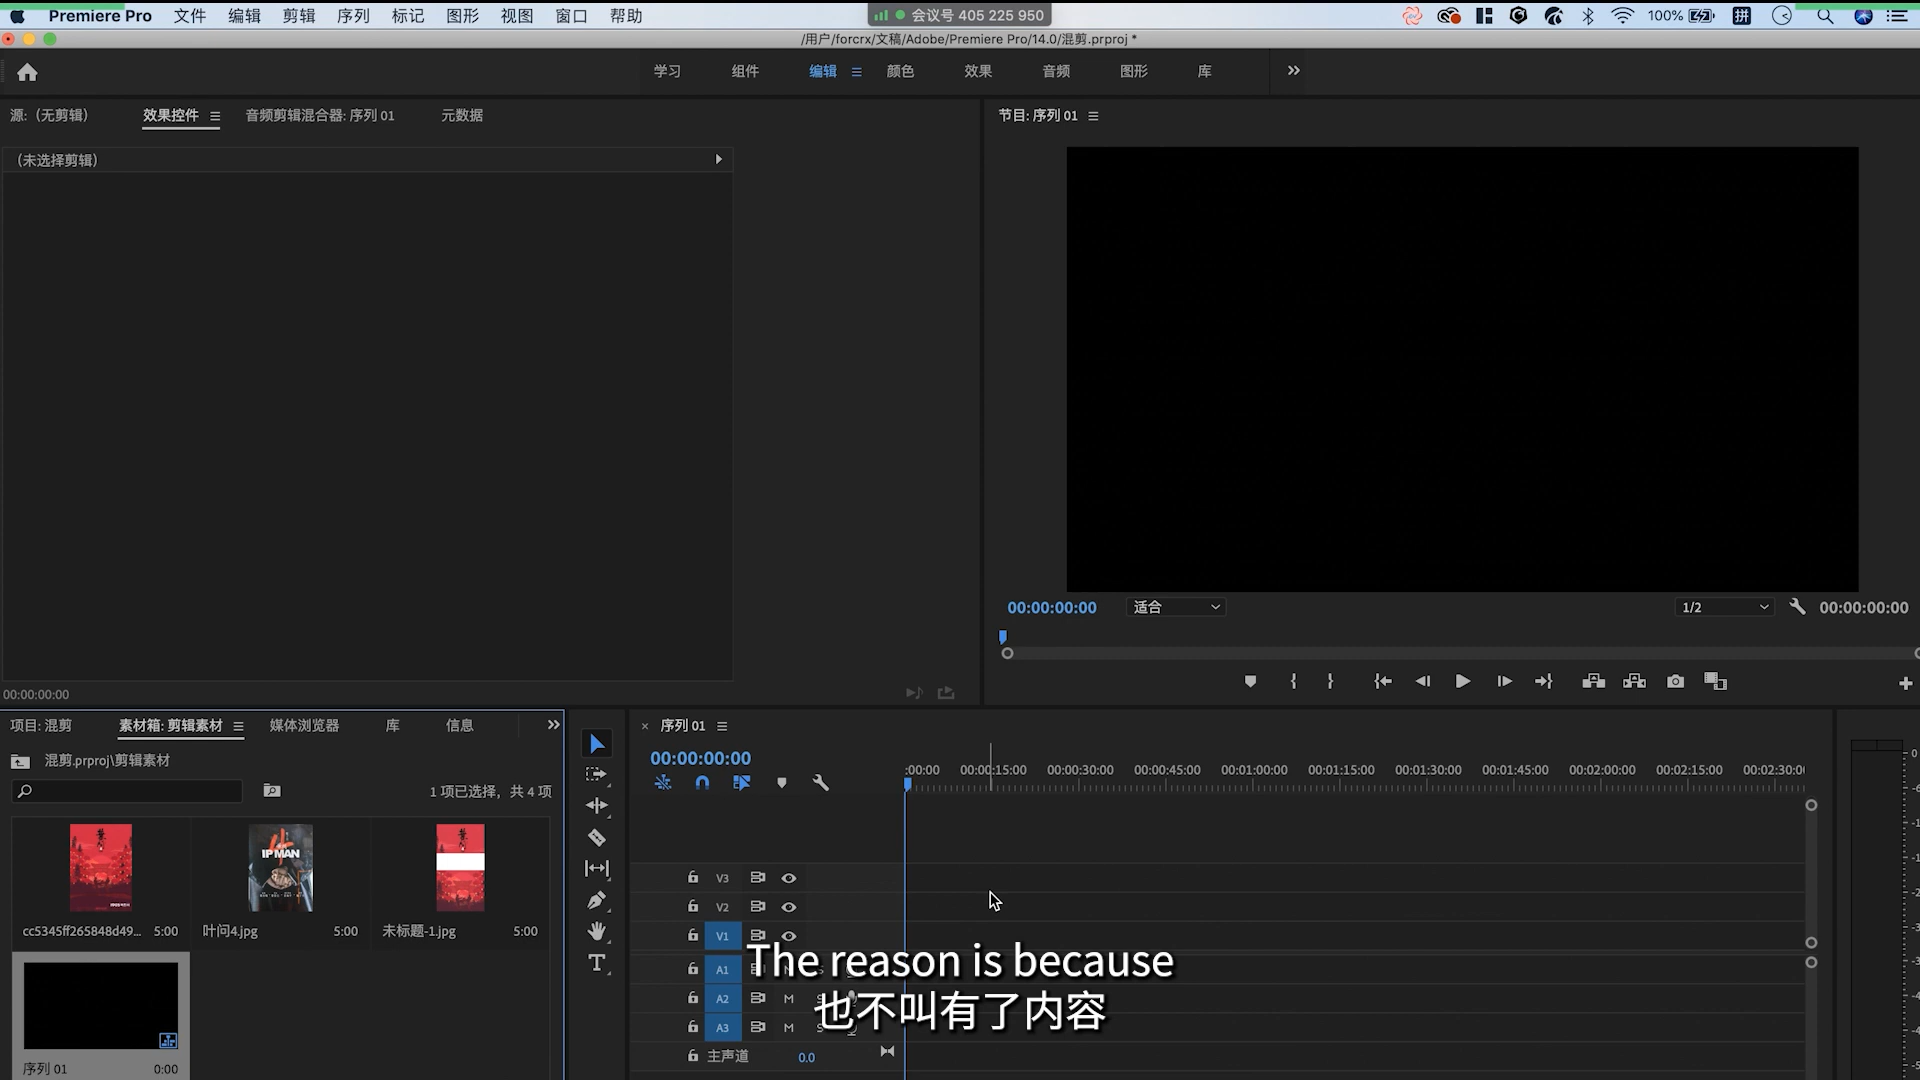 Premiere Pro 文件 编辑 剪辑 序列 标记 图形 视图 窗口 帮助 会议号 405 225 950 100% 拼
/用户/forcrx/文稿/Adobe/Premiere Pro/14.0/混剪.prproj *
学习 组件 编辑 颜色 效果 音频 图形 库
源:（无剪辑） 效果控件 音频剪辑混合器: 序列 01 元数据 节目: 序列 01
(未选择剪辑)
00:00:00:00 适合 1/2 00:00:00:00
00:00:00:00
项目: 混剪 素材箱: 剪辑素材 媒体浏览器 库 信息 序列 01
00:00:00:00
混剪.prproj\剪辑素材
:00:00 00:00:15:00 00:00:30:00 00:00:45:00 00:01:00:00 00:01:15:00 00:01:30:00 00:01:45:00 00:02:00:00 00:02:15:00 00:02:30:0
1 项已选择，共 4 项
IP MAN
V3
V2
cc5345ff265848d49... 5:00 叶问4.jpg 5:00 未标题-1.jpg 5:00
V1
The reason is because
A1
A2 M
也不叫有了内容
A3 M
主声道 0.0
序列 01 0:00